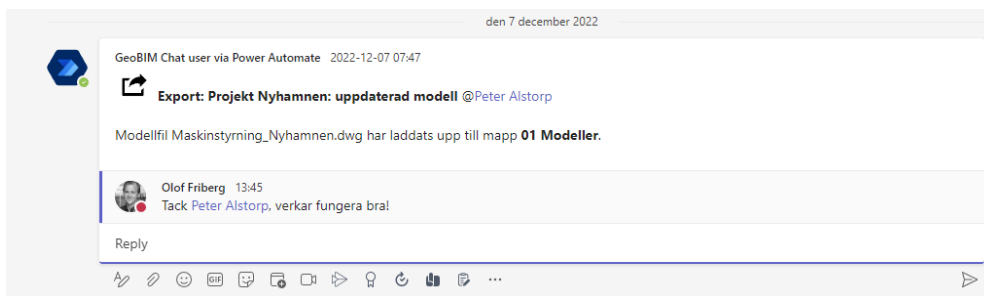 den 7 december 2022
GeoBIM Chat user via Power Automate 2022-12-07 07:47
Export: Projekt Nyhamnen: uppdaterad modell @Peter Alstorp
Modellfil Maskinstyrning_Nyhamnen.dwg har laddats upp till mapp 01 Modeller.
Olof Friberg 13:45
Tack Peter Alstorp, verkar fungera bra!
Reply
GIF